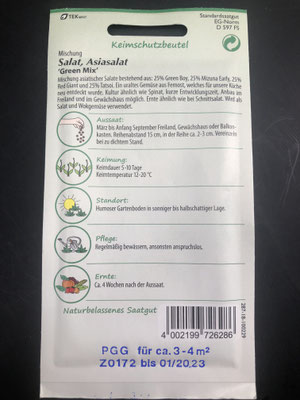 TEK
Standardsaatgut
EG-Norm
D 597 FS
Keimschutzbeutel
Mischung
Salat, Asiasalat
'Green Mix'
Mischung asiatischer Salate bestehend aus: 25% Green Boy, 25% Mizuna Early, 25%
Red Giant und 25% Tatsoi. Ein uraltes Gemüse aus Fernost, welches für unsere Küche
neu entdeckt wurde. Kultur ähnlich wie Spinat, kurze Entwicklungszeit, Anbau im
Freiland und im Gewächshaus möglich. Ernte ähnlich wie bei Schnittsalat. Wird als
Salat und Wokgemüse verwendet.
Aussaat:
März bis Anfang September Freiland, Gewächshaus oder Balkon-
kasten. Reihenabstand 15 cm, in der Reihe ca. 2-3 cm. Vereinzeln
bei zu dichtem Stand.
Keimung:
Keimdauer 5-10 Tage
Keimtemperatur 12-20 °C
Standort:
Humoser Gartenboden in sonniger bis halbschattiger Lage.
Pflege:
Regelmäßig bewässern, ansonsten anspruchslos.
Ernte:
Ca. 4 Wochen nach der Aussaat.
Naturbelassenes Saatgut
4 002199 726286
PGG für ca. 3-4 m²
Z0172 bis 01/2023